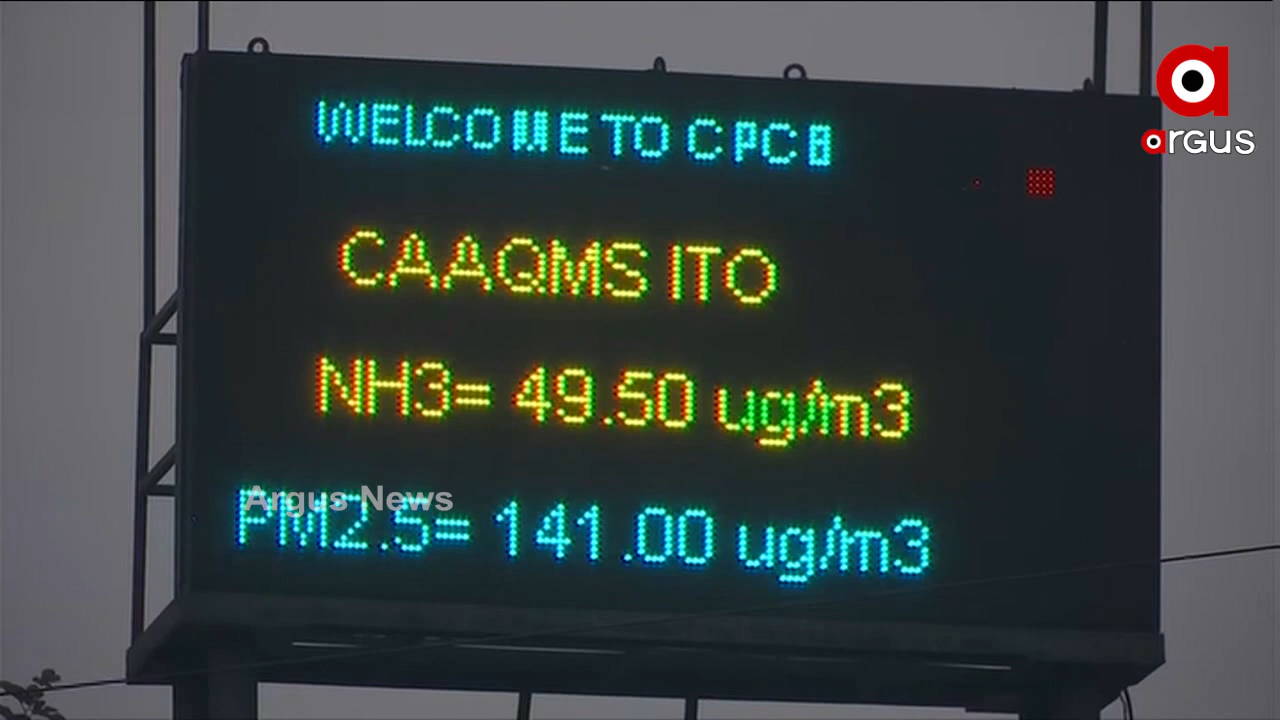 WELCOME TO CPCB
argus
CAAQMS ITO
NH3= 49.50 ug/m3
Argus News
PM2.5= 141.00 ug/m3